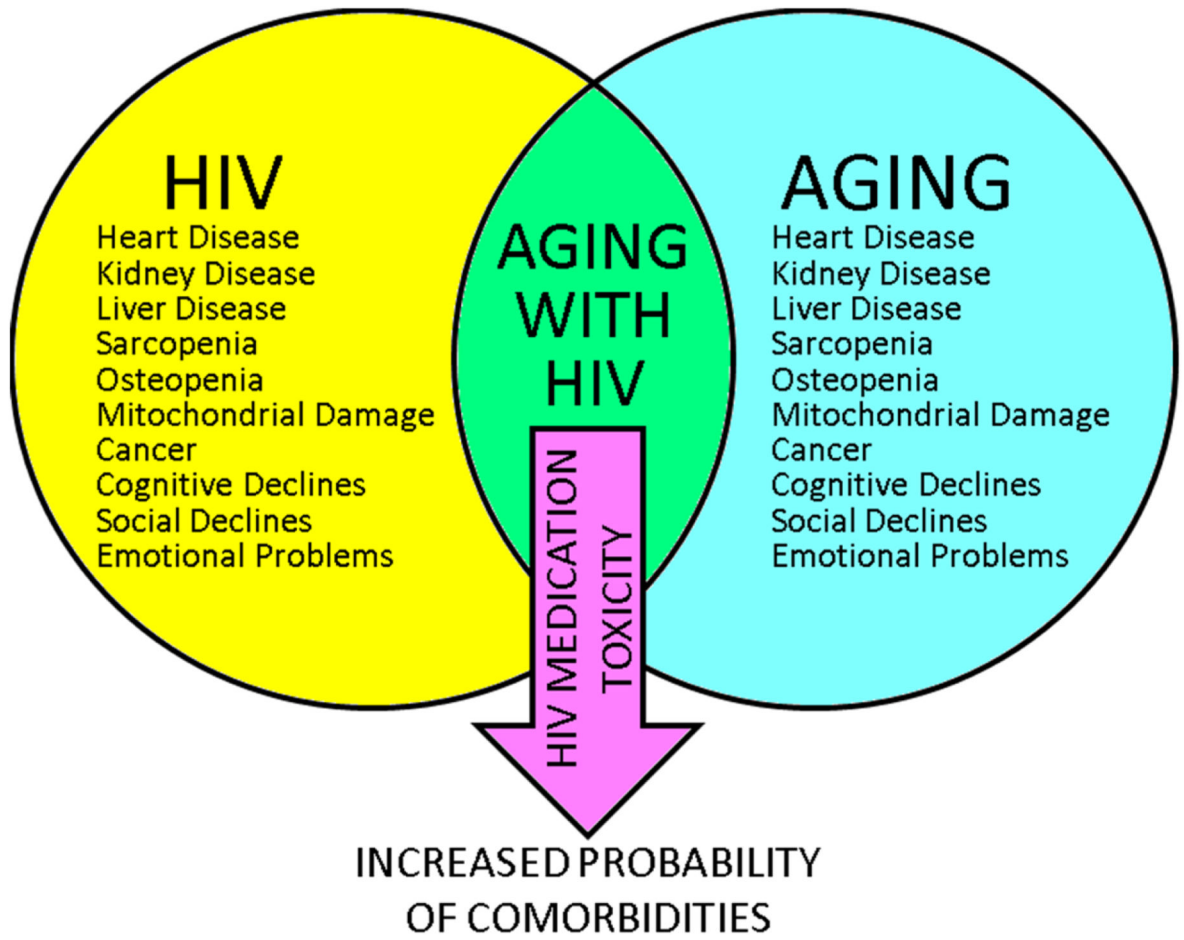 HIV
Heart Disease
Kidney Disease
Liver Disease
Sarcopenia
Osteopenia
Mitochondrial Damage
Cancer
Cognitive Declines
Social Declines
Emotional Problems
AGING
WITH
HIV
HIV MEDICATION
TOXICITY
AGING
Heart Disease
Kidney Disease
Liver Disease
Sarcopenia
Osteopenia
Mitochondrial Damage
Cancer
Cognitive Declines
Social Declines
Emotional Problems
INCREASED PROBABILITY
OF COMORBIDITIES